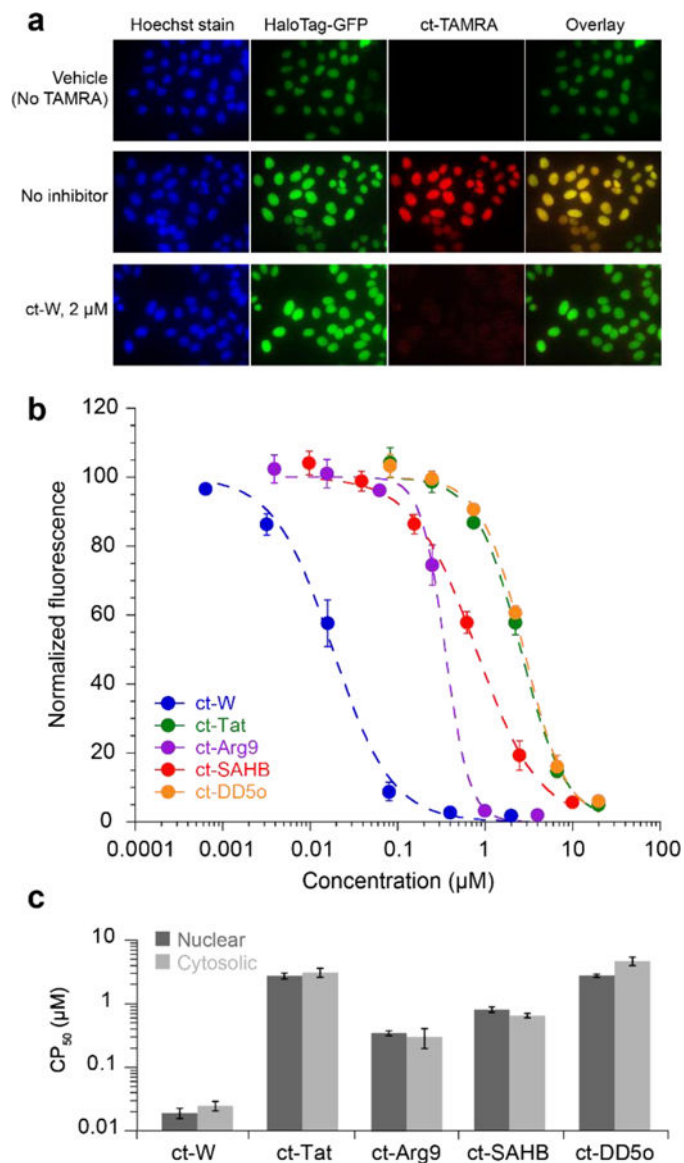 a
Hoechst stain HaloTag-GFP ct-TAMRA Overlay
Vehicle
(No TAMRA)
No inhibitor
ct-W, 2 μM
b
120
100
80
60
40
20
0
Normalized fluorescence
ct-W
ct-Tat
ct-Arg9
ct-SAHB
ct-DD5o
0.0001 0.001 0.01 0.1 1 10 100
Concentration (μM)
c
Nuclear
Cytosolic
10
1
0.1
0.01
CP50 (μM)
ct-W ct-Tat ct-Arg9 ct-SAHB ct-DD5o